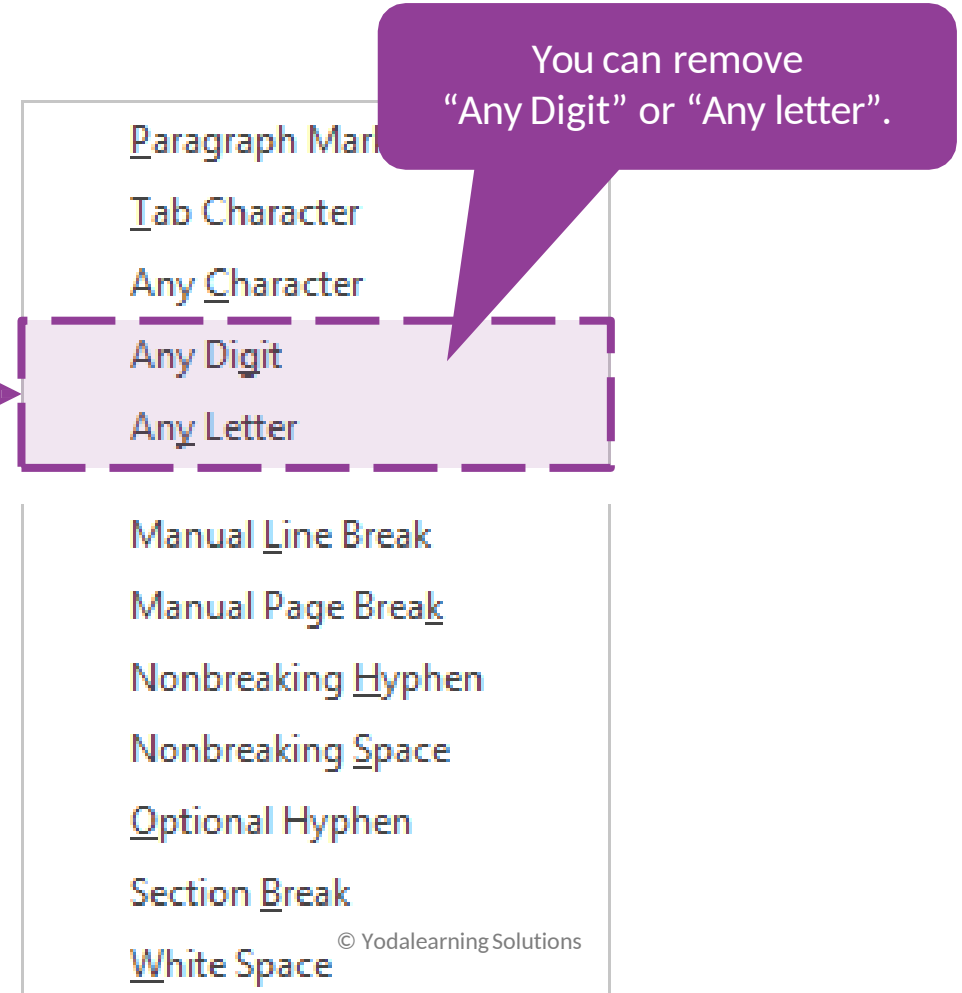 You can remove
“Any Digit” or “Any letter”.
Paragraph
Tab Character
Any Character
Any Digit
Any Letter
Manual Line Break
Manual Page Break
Nonbreaking Hyphen
Nonbreaking Space
Optional Hyphen
Section Break
© Yodalearning Solutions
White Space